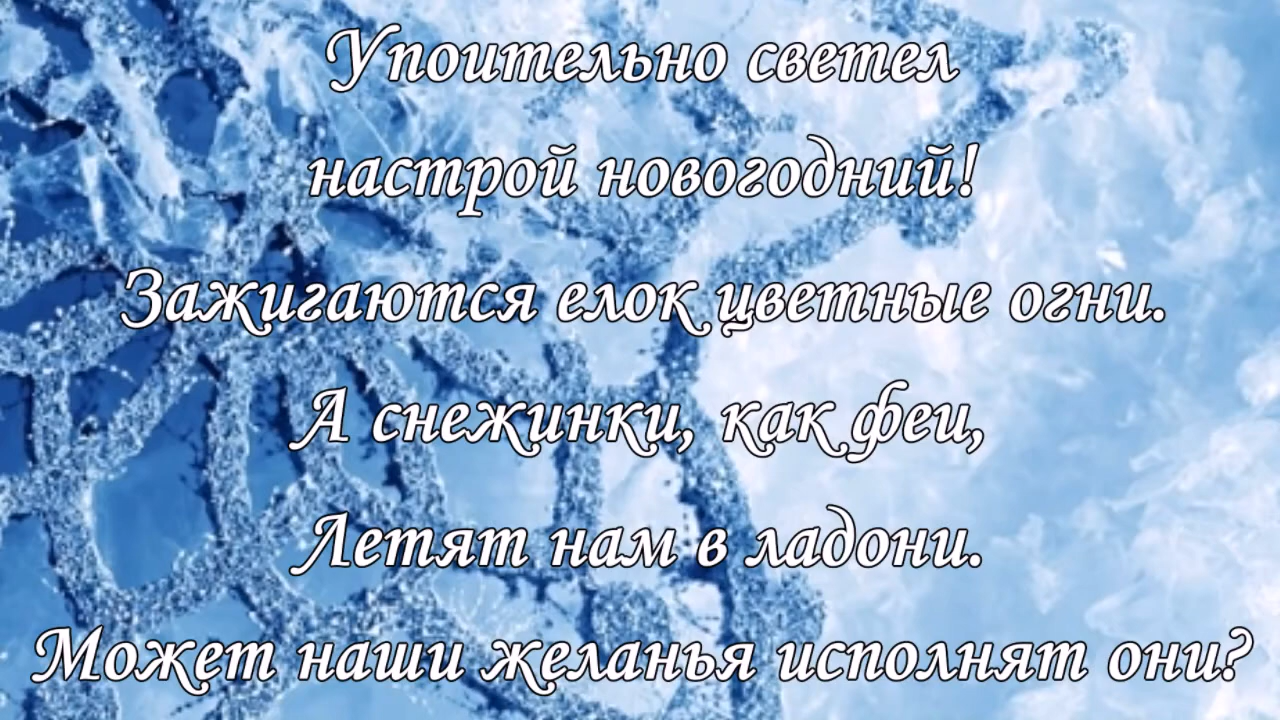 Упоительно светел
настрой новогодний!
Зажигаются елок цветные огни.
А снежинки, как феи,
Летят нам в ладони.
Может наши желанья исполнят они?